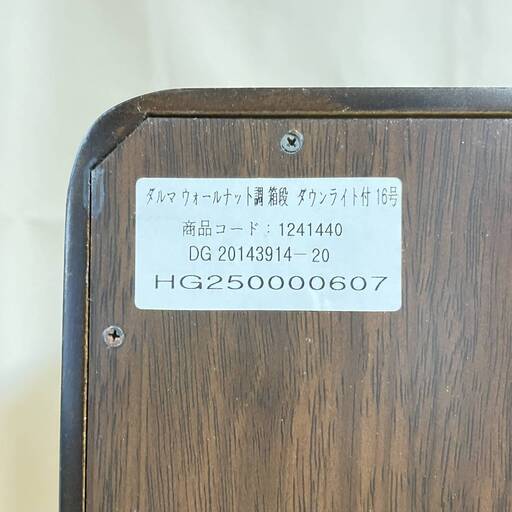 ダルマ ウォールナット調 箱段 ダウンライト付 16号
商品コード：1241440
DG 20143914−20
HG250000607